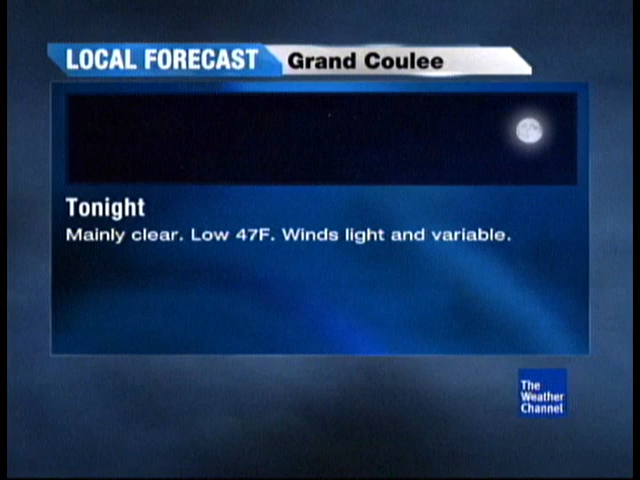 LOCAL FORECAST Grand Coulee
Tonight
Mainly clear. Low 47F. Winds light and variable.
The
Weather
Channel